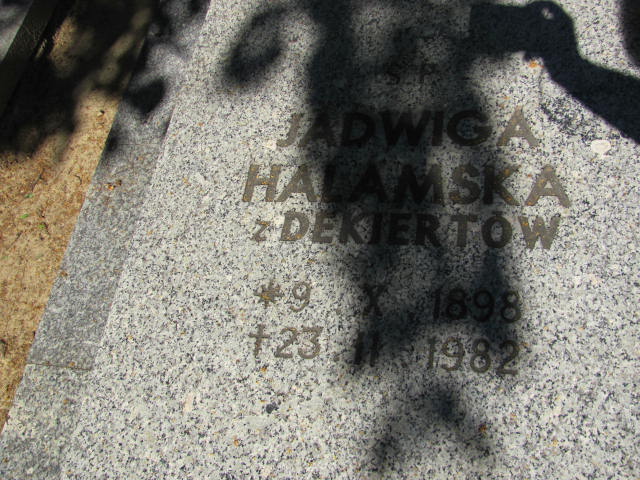 Ś P
JADWIGA
HALAMSKA
z DEKIERTÓW
* 9 X 1898
† 23 II 1982